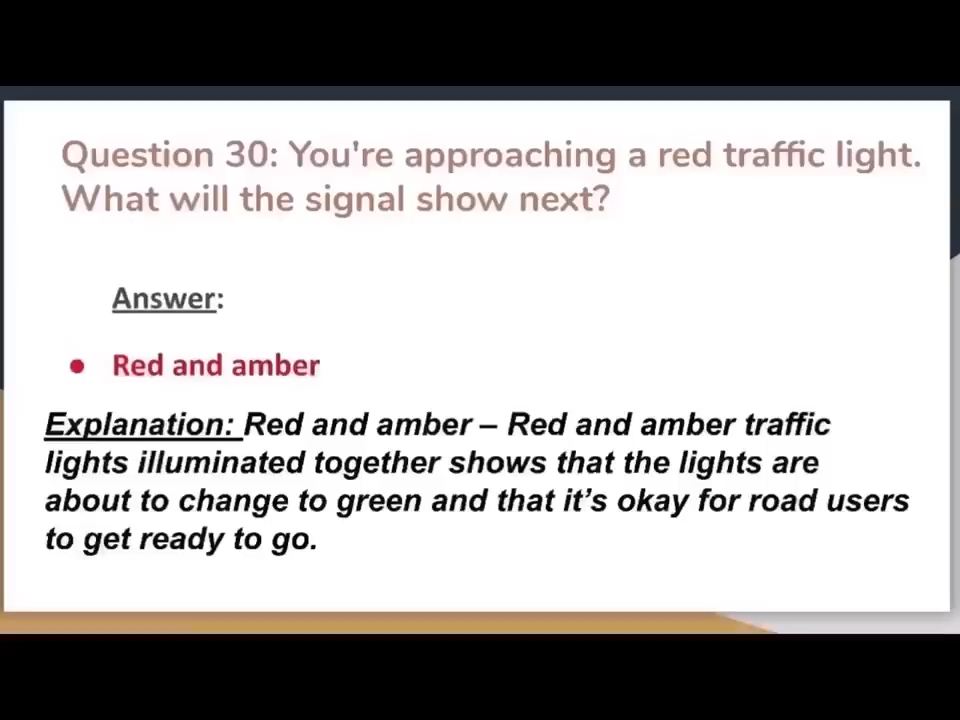 Question 30: You're approaching a red traffic light.
What will the signal show next?
Answer:
● Red and amber
Explanation: Red and amber – Red and amber traffic
lights illuminated together shows that the lights are
about to change to green and that it’s okay for road users
to get ready to go.